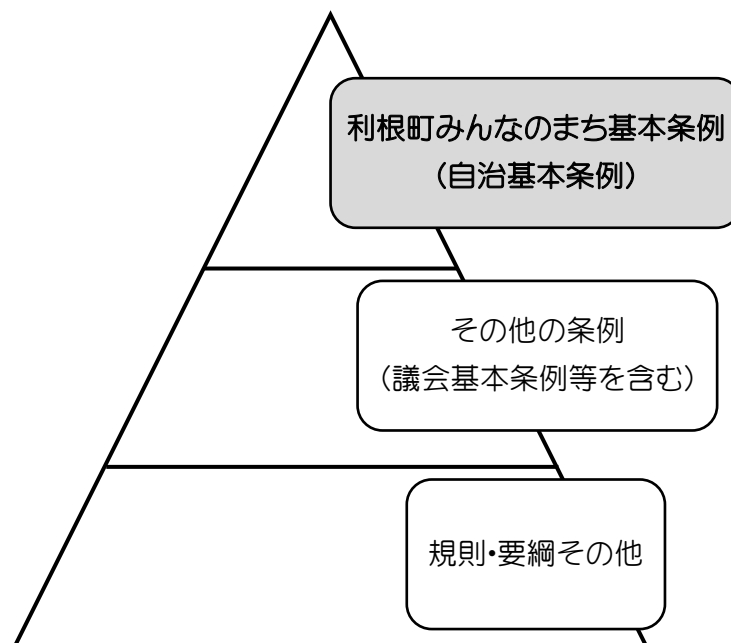 利根町みんなのまち基本条例
（自治基本条例）
その他の条例
（議会基本条例等を含む）
規則・要綱その他